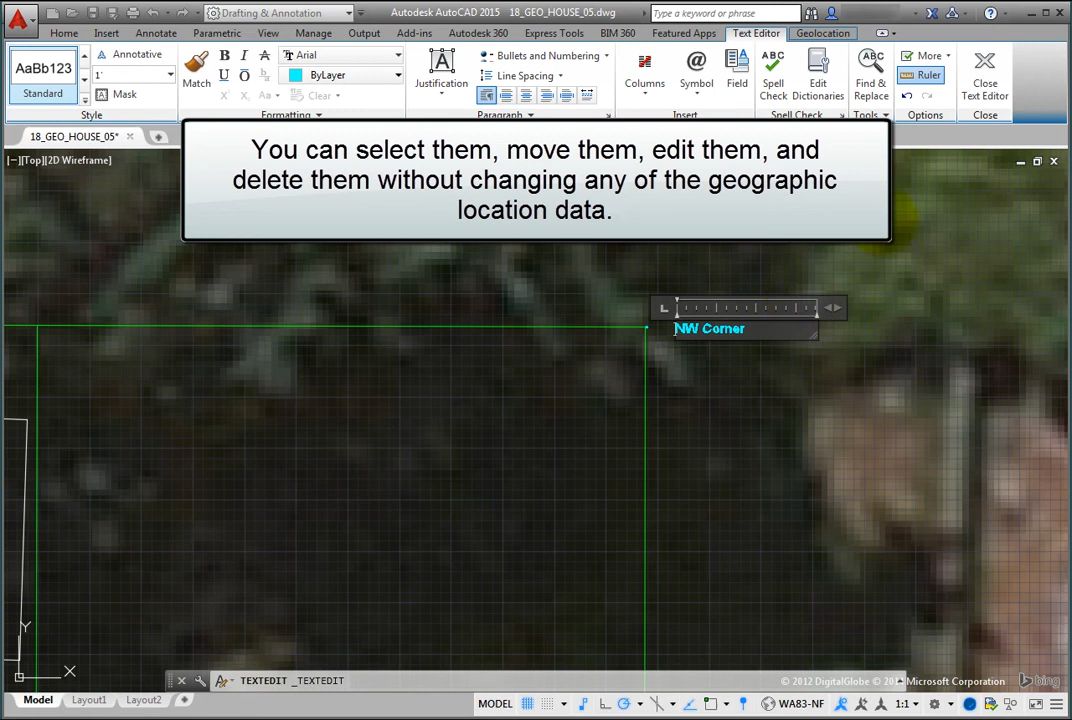 Drafting & Annotation
Autodesk AutoCAD 2015 18_GEO_HOUSE_05.dwg
Type a keyword or phrase
Home Insert Annotate Parametric View Manage Output Add-ins Autodesk 360 Express Tools BIM 360 Featured Apps Text Editor Geolocation
AaBb123
Standard
Annotative
1'
Mask
Style
Match
B I A
Arial
U O
ByLayer
Aa
Clear
Formatting
Justification
Bullets and Numbering
Line Spacing
Paragraph
Columns
Symbol
Field
Insert
Spell
Check
Edit
Dictionaries
Spell Check
Find &
Replace
Tools
More
Ruler
Options
Close
Text Editor
Close
18_GEO_HOUSE_05*
[−][Top][2D Wireframe]
You can select them, move them, edit them, and
delete them without changing any of the geographic
location data.
NW Corner
Y
X
TEXTEDIT _TEXTEDIT
© 2012 DigitalGlobe
Microsoft Corporation
bing
Model Layout1 Layout2
MODEL
WA83-NF
1:1